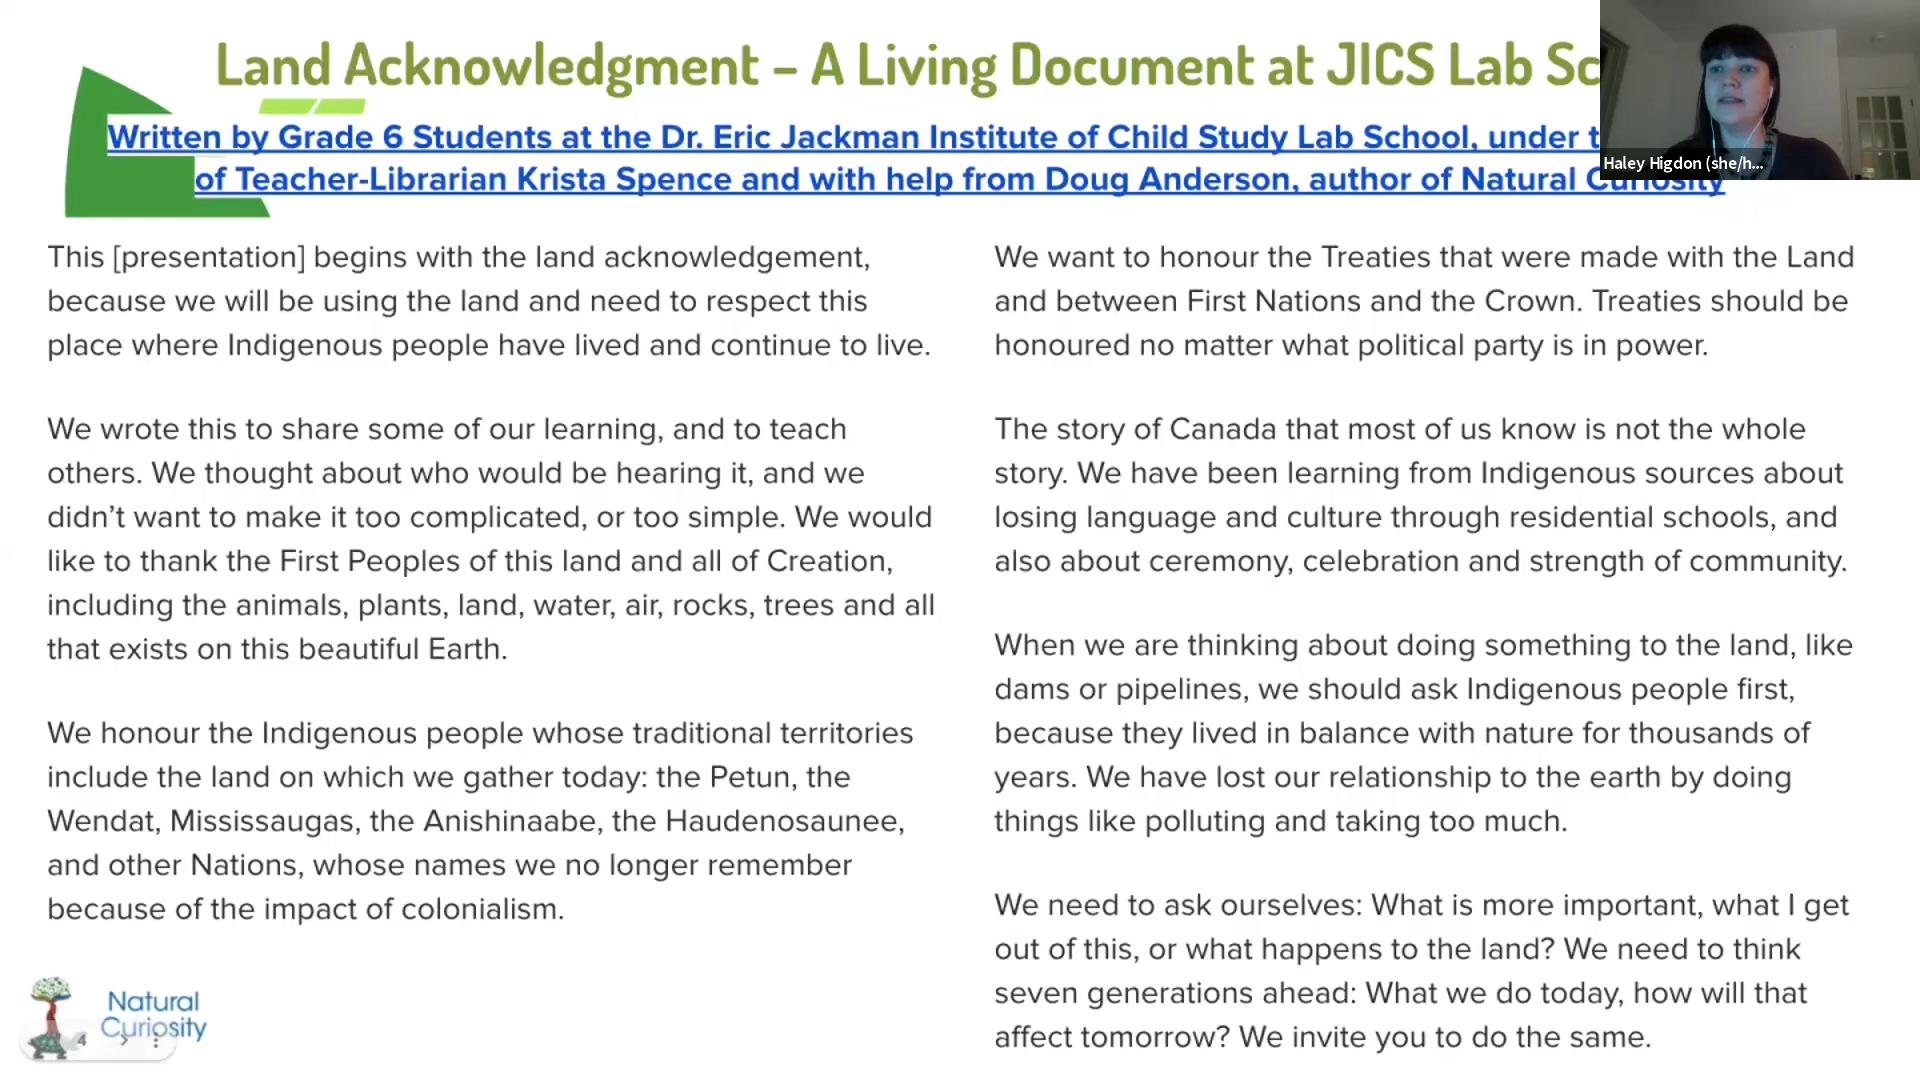 Land Acknowledgment – A Living Document at JICS Lab
Written by Grade 6 Students at the Dr. Eric Jackman Institute of Child Study Lab School, under
of Teacher-Librarian Krista Spence and with help from Doug Anderson, author of Natural Curiosity
Haley Higdon (she/h...
This [presentation] begins with the land acknowledgement,
because we will be using the land and need to respect this
place where Indigenous people have lived and continue to live.
We wrote this to share some of our learning, and to teach
others. We thought about who would be hearing it, and we
didn’t want to make it too complicated, or too simple. We would
like to thank the First Peoples of this land and all of Creation,
including the animals, plants, land, water, air, rocks, trees and all
that exists on this beautiful Earth.
We honour the Indigenous people whose traditional territories
include the land on which we gather today: the Petun, the
Wendat, Mississaugas, the Anishinaabe, the Haudenosaunee,
and other Nations, whose names we no longer remember
because of the impact of colonialism.
We want to honour the Treaties that were made with the Land
and between First Nations and the Crown. Treaties should be
honoured no matter what political party is in power.
The story of Canada that most of us know is not the whole
story. We have been learning from Indigenous sources about
losing language and culture through residential schools, and
also about ceremony, celebration and strength of community.
When we are thinking about doing something to the land, like
dams or pipelines, we should ask Indigenous people first,
because they lived in balance with nature for thousands of
years. We have lost our relationship to the earth by doing
things like polluting and taking too much.
We need to ask ourselves: What is more important, what I get
out of this, or what happens to the land? We need to think
seven generations ahead: What we do today, how will that
affect tomorrow? We invite you to do the same.
Natural
Curiosity
4